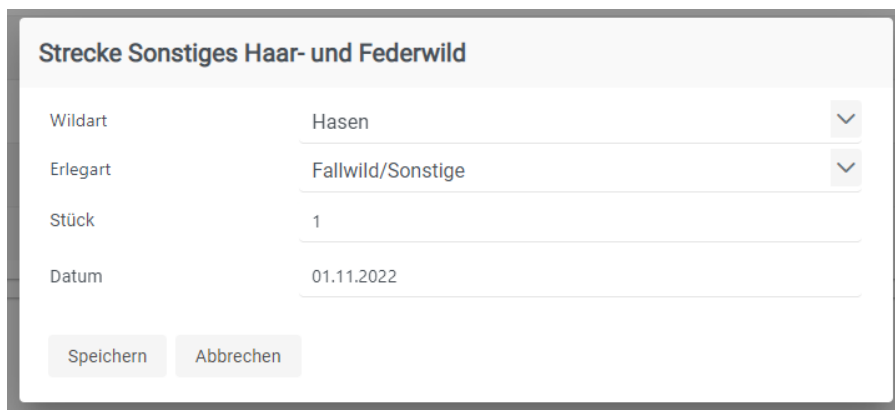 Strecke Sonstiges Haar- und Federwild
Wildart Hasen
Erlegart Fallwild/Sonstige
Stück 1
Datum 01.11.2022
Speichern Abbrechen